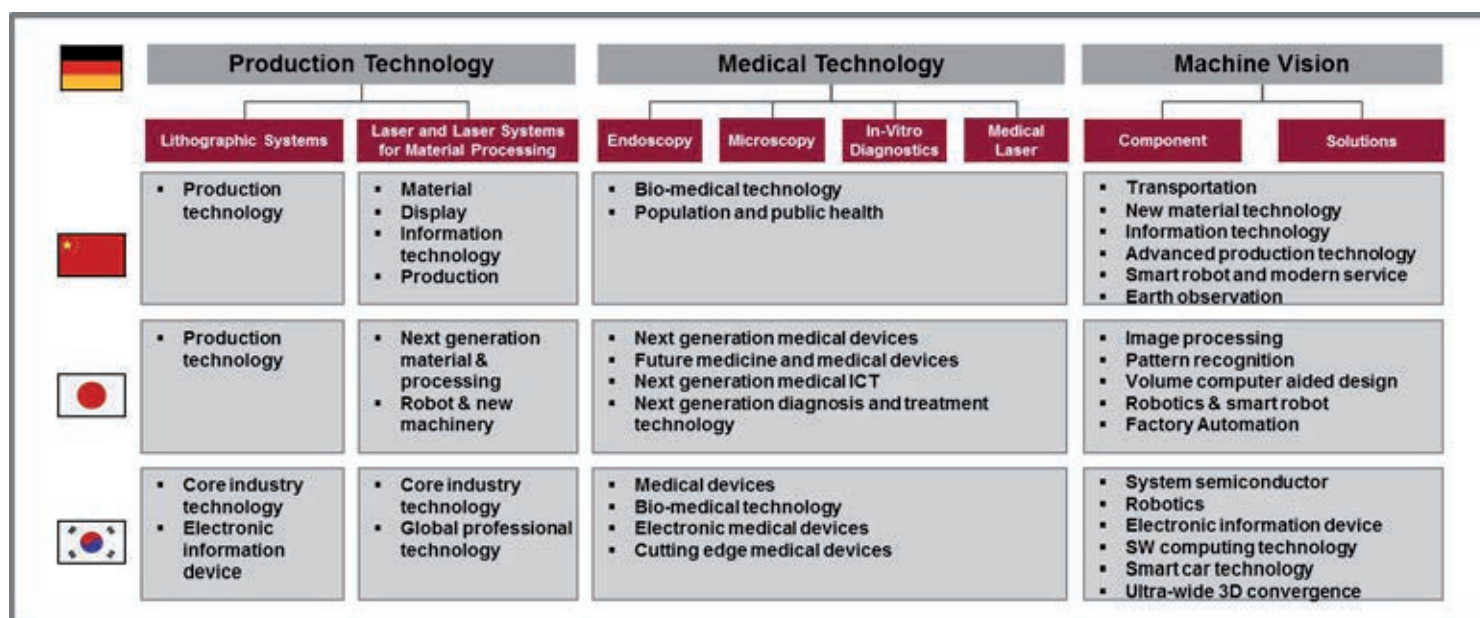 Production Technology
Medical Technology
Machine Vision
Lithographic Systems
Laser and Laser Systems
for Material Processing
Endoscopy
Microscopy
In-Vitro
Diagnostics
Medical
Laser
Component
Solutions
▪ Production
technology
▪ Material
▪ Display
▪ Information
technology
▪ Production
▪ Bio-medical technology
▪ Population and public health
▪ Transportation
▪ New material technology
▪ Information technology
▪ Advanced production technology
▪ Smart robot and modern service
▪ Earth observation
▪ Production
technology
▪ Next generation
material &
processing
▪ Robot & new
machinery
▪ Next generation medical devices
▪ Future medicine and medical devices
▪ Next generation medical ICT
▪ Next generation diagnosis and treatment
technology
▪ Image processing
▪ Pattern recognition
▪ Volume computer aided design
▪ Robotics & smart robot
▪ Factory Automation
▪ Core industry
technology
▪ Electronic
information
device
▪ Core industry
technology
▪ Global professional
technology
▪ Medical devices
▪ Bio-medical technology
▪ Electronic medical devices
▪ Cutting edge medical devices
▪ System semiconductor
▪ Robotics
▪ Electronic information device
▪ SW computing technology
▪ Smart car technology
▪ Ultra-wide 3D convergence